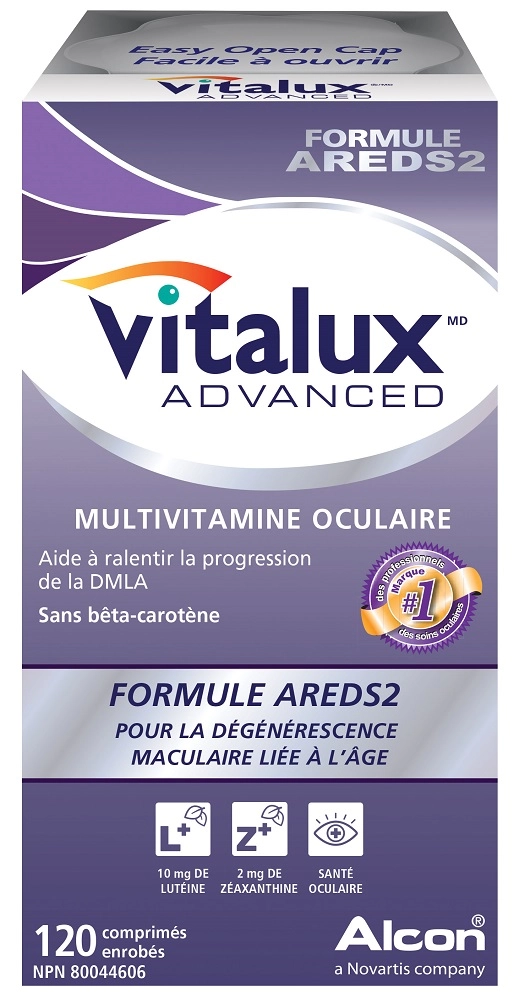 Easy Open Cap
Facile à ouvrir
Vitalux
ADVANCED
FORMULE
AREDS2
Vitalux MD
ADVANCED
MULTIVITAMINE OCULAIRE
Aide à ralentir la progression
de la DMLA
Sans bêta-carotène
des professionnels
Marque
#1
des soins oculaires
FORMULE AREDS2
POUR LA DÉGÉNÉRESCENCE
MACULAIRE LIÉE À L'ÂGE
L+ Z+
10 mg DE 2 mg DE SANTÉ
LUTÉINE ZÉAXANTHINE OCULAIRE
120 comprimés
enrobés
NPN 80044606
Alcon®
a Novartis company